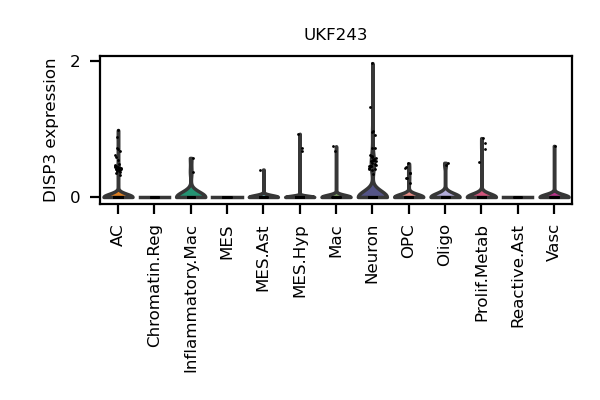 UKF243
DISP3 expression
2
0
AC
Chromatin.Reg
Inflammatory.Mac
MES
MES.Ast
MES.Hyp
Mac
Neuron
OPC
Oligo
Prolif.Metab
Reactive.Ast
Vasc